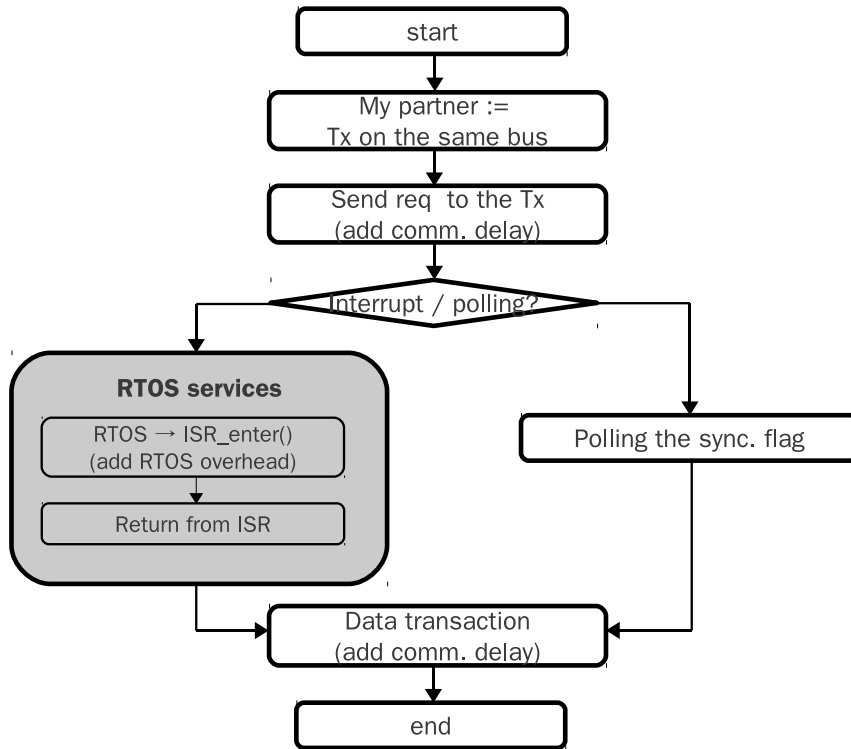 start
My partner :=
Tx on the same bus
Send req to the Tx
(add comm. delay)
Interrupt / polling?
RTOS services
RTOS → ISR_enter()
(add RTOS overhead)
Return from ISR
Polling the sync. flag
Data transaction
(add comm. delay)
end